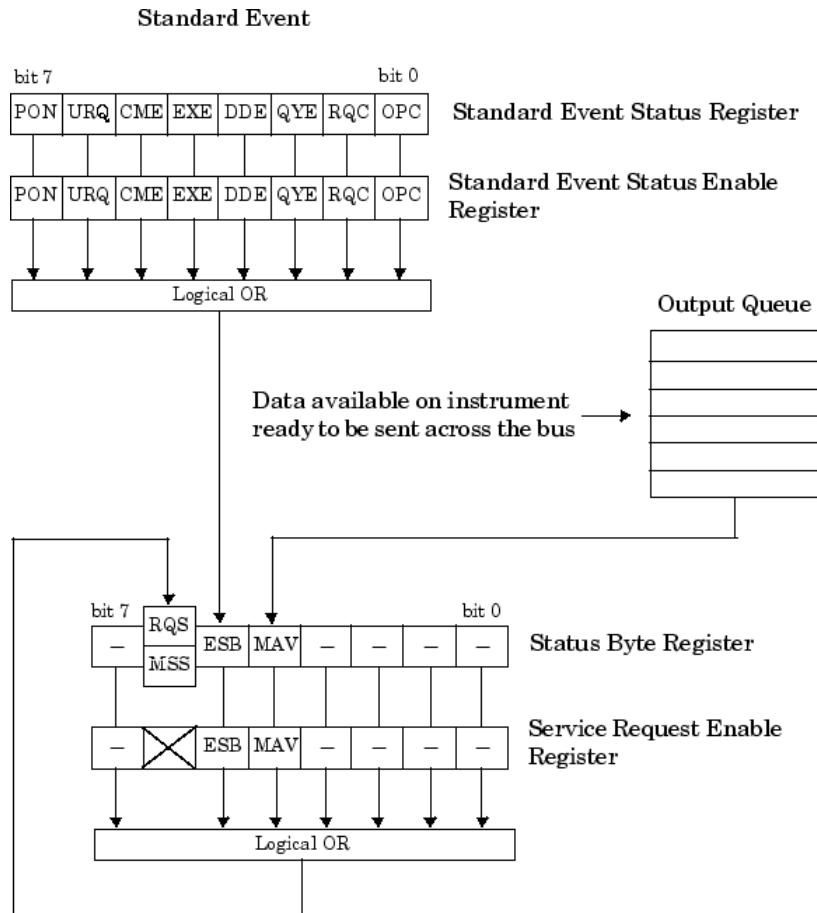 Standard Event
bit 7 bit 0
PON URQ CME EXE DDE QYE RQC OPC
Standard Event Status Register
PON URQ CME EXE DDE QYE RQC OPC
Standard Event Status Enable
Register
Logical OR
Output Queue
Data available on instrument
ready to be sent across the bus
bit 7 bit 0
– RQS MSS ESB MAV – – – –
Status Byte Register
– ESB MAV – – – –
Service Request Enable
Register
Logical OR